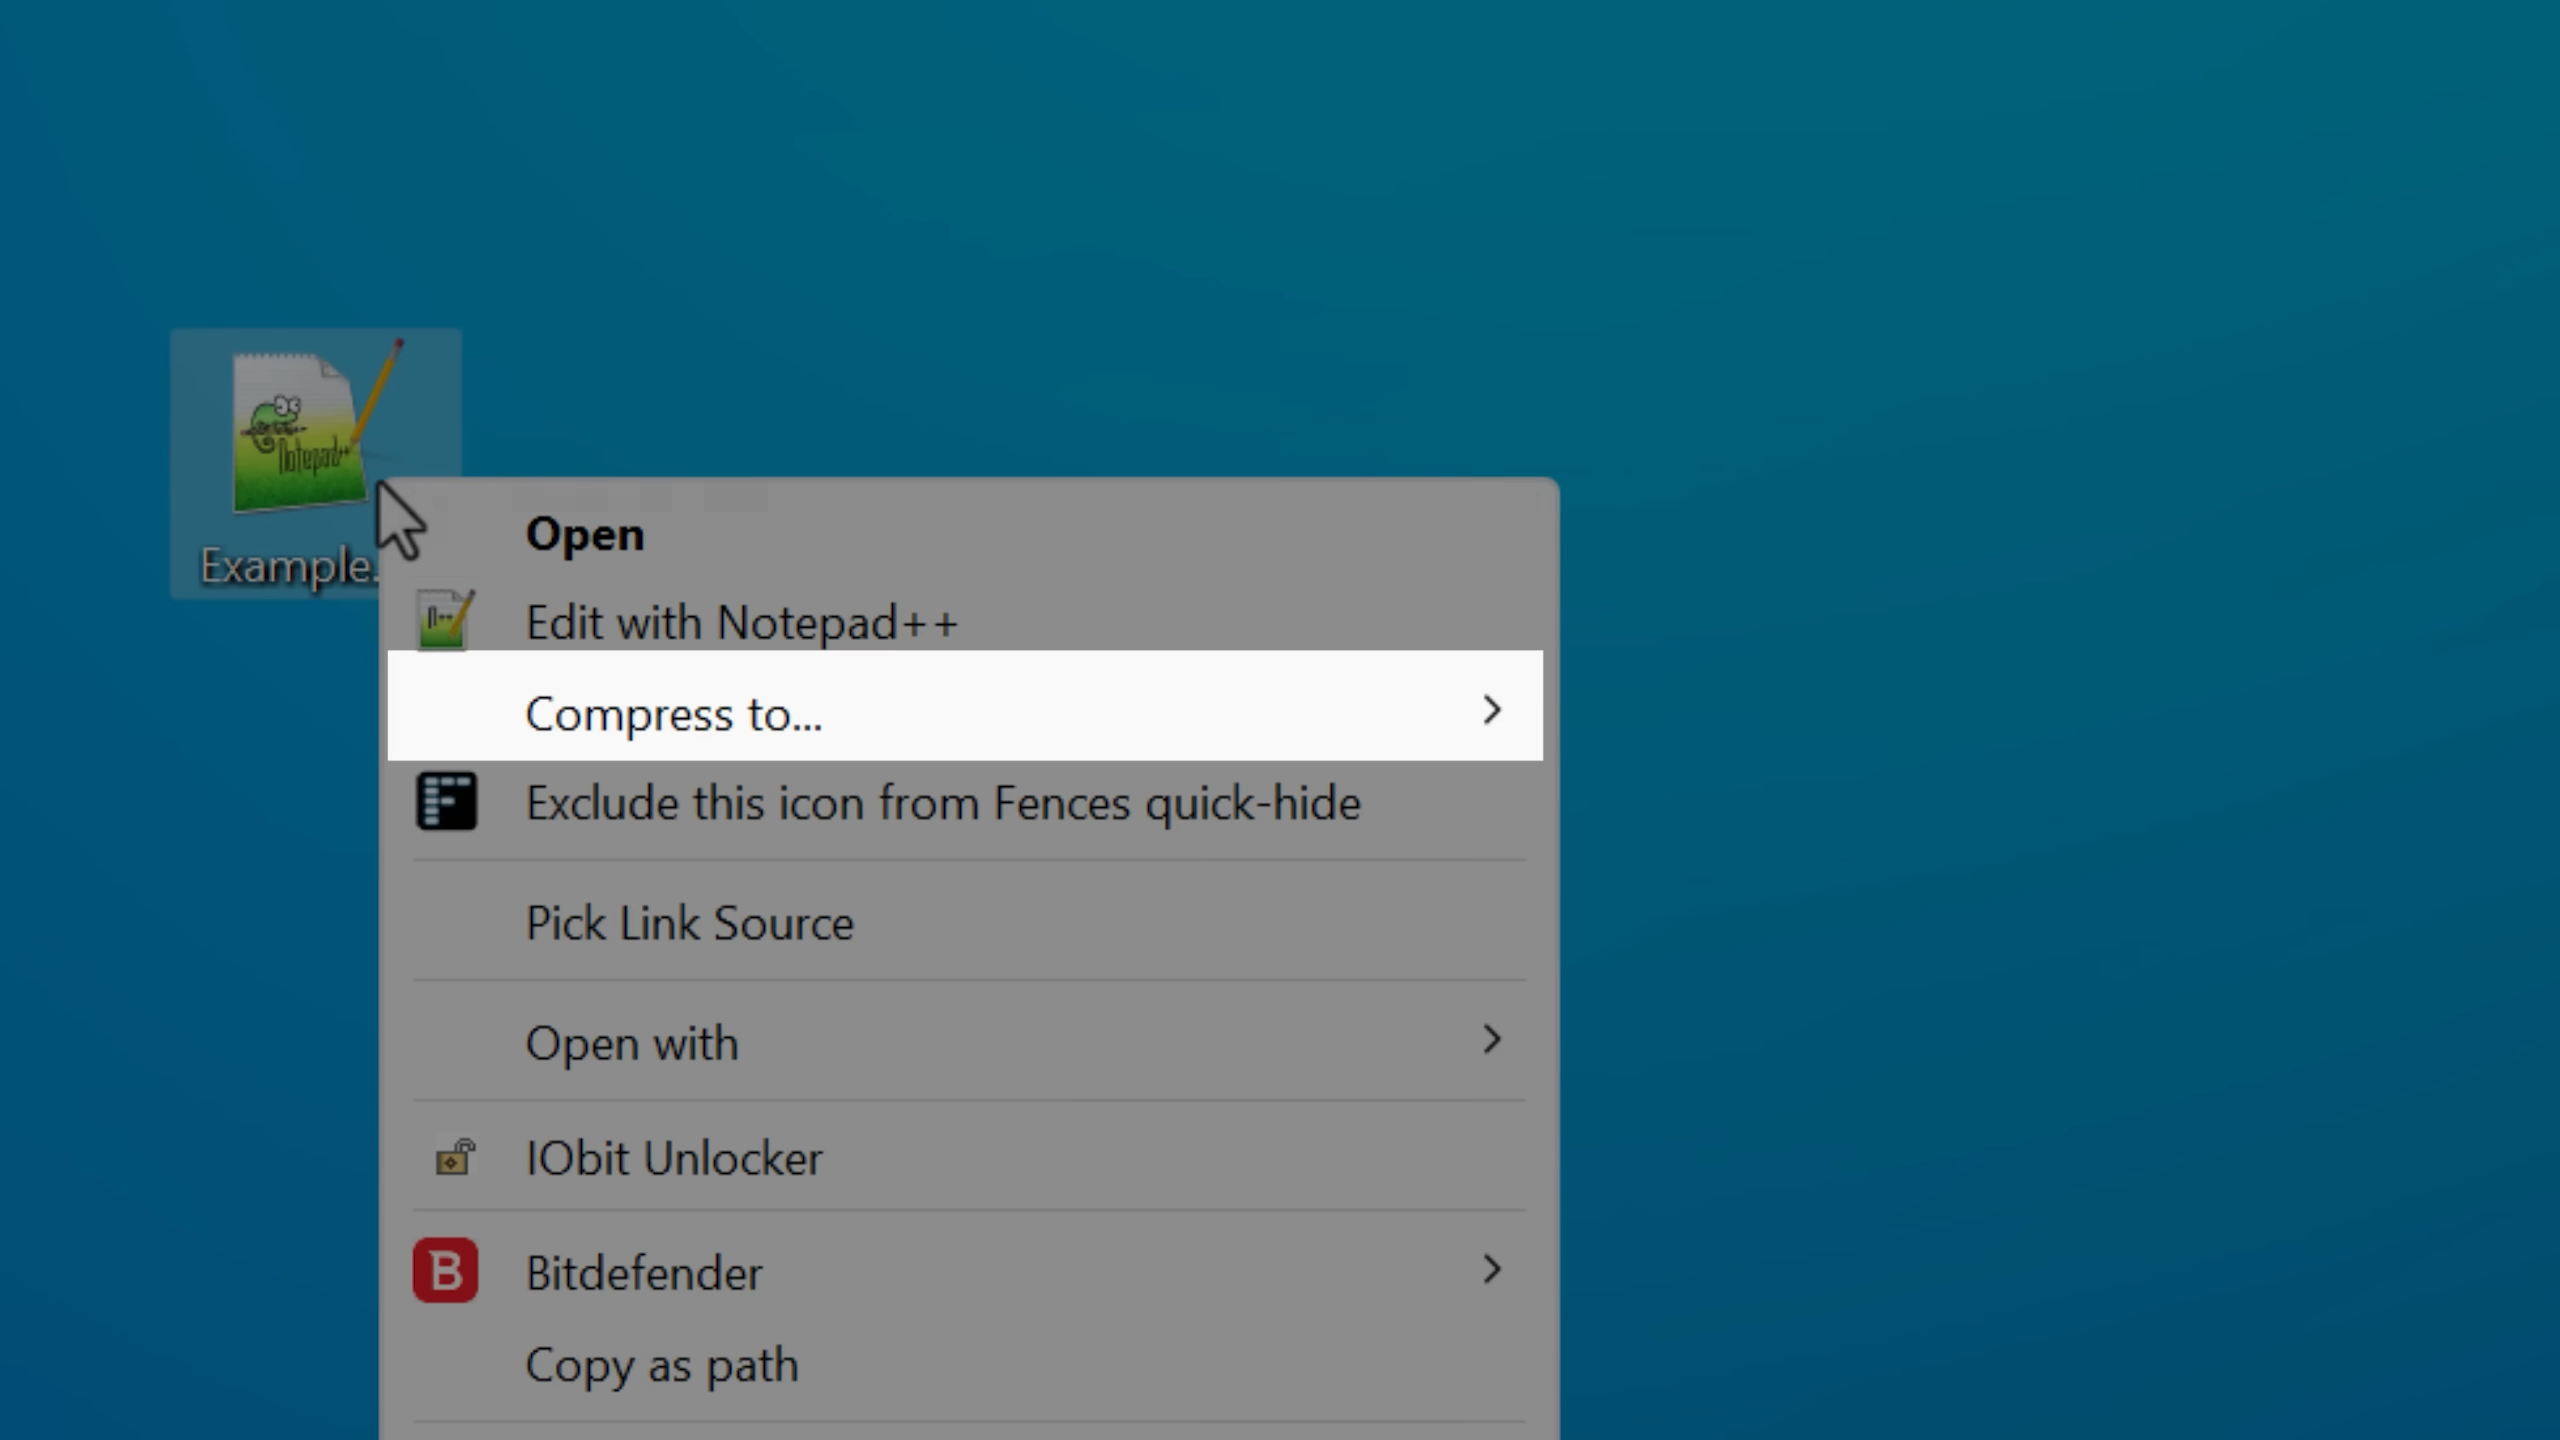 Notepad++
Example.
Open
Edit with Notepad++
Compress to...
Exclude this icon from Fences quick-hide
Pick Link Source
Open with
IObit Unlocker
B
Bitdefender
Copy as path